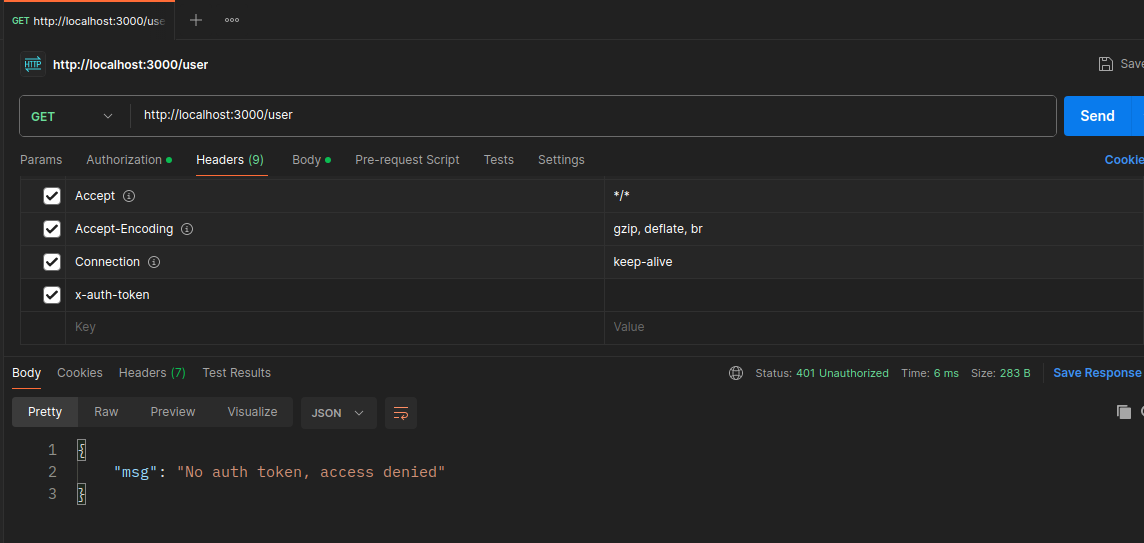 GET http://localhost:3000/use
HTTP http://localhost:3000/user
Save
GET http://localhost:3000/user Send
Params Authorization Headers (9) Body Pre-request Script Tests Settings Cookie
Accept */*
Accept-Encoding gzip, deflate, br
Connection keep-alive
x-auth-token
Key Value
Body Cookies Headers (7) Test Results Status: 401 Unauthorized Time: 6 ms Size: 283 B Save Response
Pretty Raw Preview Visualize JSON
1 {
2 "msg": "No auth token, access denied"
3 }